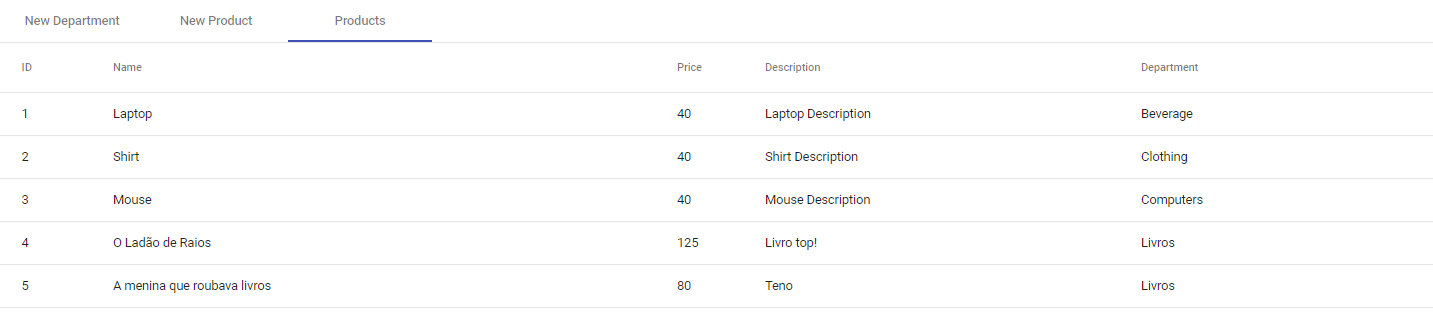 New Department New Product Products
ID Name Price Description Department
1 Laptop 40 Laptop Description Beverage
2 Shirt 40 Shirt Description Clothing
3 Mouse 40 Mouse Description Computers
4 O Ladão de Raios 125 Livro top! Livros
5 A menina que roubava livros 80 Teno Livros